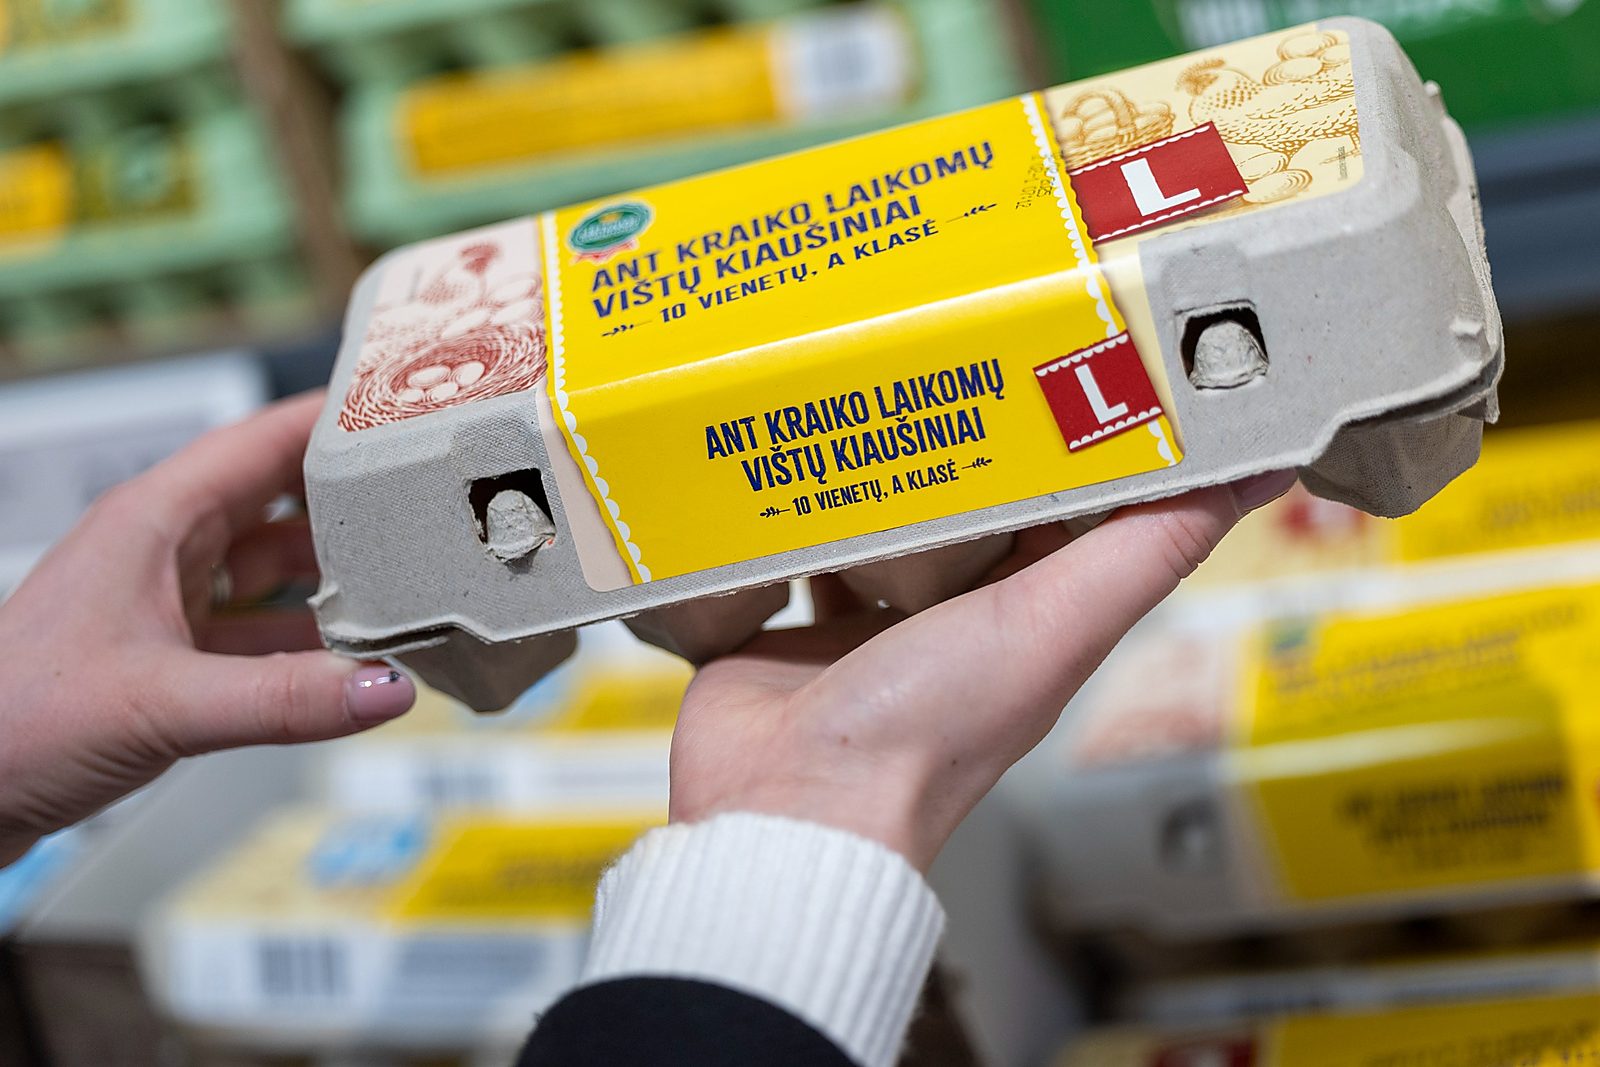 ANT KRAIKO LAIKOMŲ
VIŠTŲ KIAUŠINIAI
10 VIENETŲ, A KLASĖ
L
ANT KRAIKO LAIKOMŲ
VIŠTŲ KIAUŠINIAI
10 VIENETŲ, A KLASĖ
L